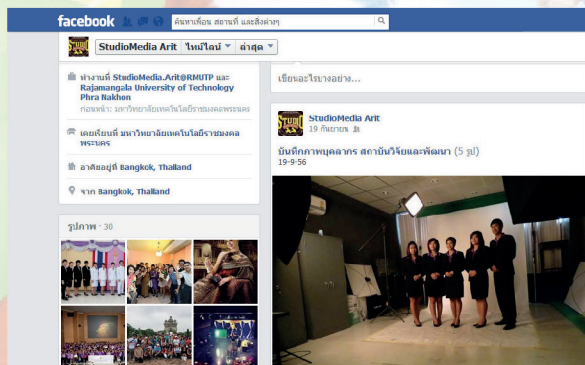 facebook
ค้นหาเพื่อน สถานที่ และสิ่งต่างๆ
StudioMedia Arit ไทม์ไลน์ ล่าสุด
ทำงานที่ StudioMedia.Arit@RMUTP และ
Rajamangala University of Technology
Phra Nakhon
ก่อนหน้า: มหาวิทยาลัยเทคโนโลยีราชมงคลพระนคร
เคยเรียนที่ มหาวิทยาลัยเทคโนโลยีราชมงคล
พระนคร
อาศัยอยู่ที่ Bangkok, Thailand
จาก Bangkok, Thailand
รูปภาพ · 30
เขียนอะไรบางอย่าง...
STUDIO
StudioMedia Arit
19 กันยายน
บันทึกภาพบุคลากร สถาบันวิจัยและพัฒนา (5 รูป)
19-9-56